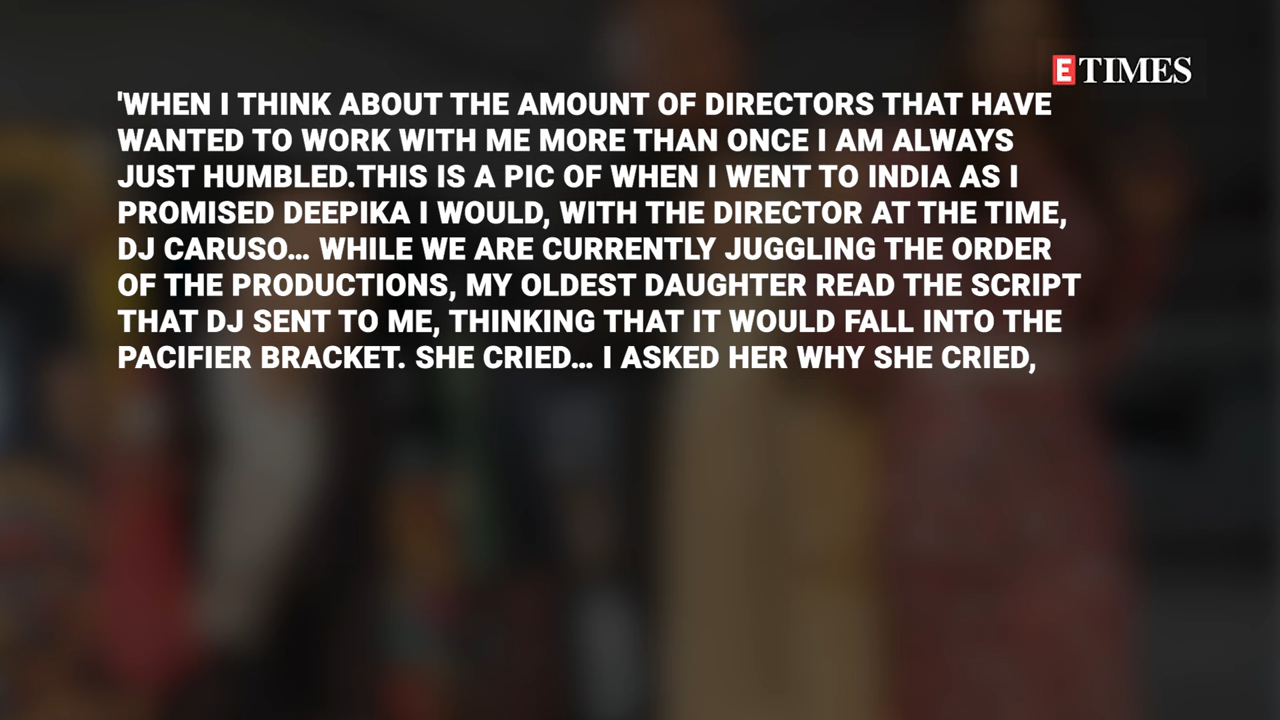 ETIMES
'WHEN I THINK ABOUT THE AMOUNT OF DIRECTORS THAT HAVE
WANTED TO WORK WITH ME MORE THAN ONCE I AM ALWAYS
JUST HUMBLED.THIS IS A PIC OF WHEN I WENT TO INDIA AS I
PROMISED DEEPIKA I WOULD, WITH THE DIRECTOR AT THE TIME,
DJ CARUSO... WHILE WE ARE CURRENTLY JUGGLING THE ORDER
OF THE PRODUCTIONS, MY OLDEST DAUGHTER READ THE SCRIPT
THAT DJ SENT TO ME, THINKING THAT IT WOULD FALL INTO THE
PACIFIER BRACKET. SHE CRIED... I ASKED HER WHY SHE CRIED,